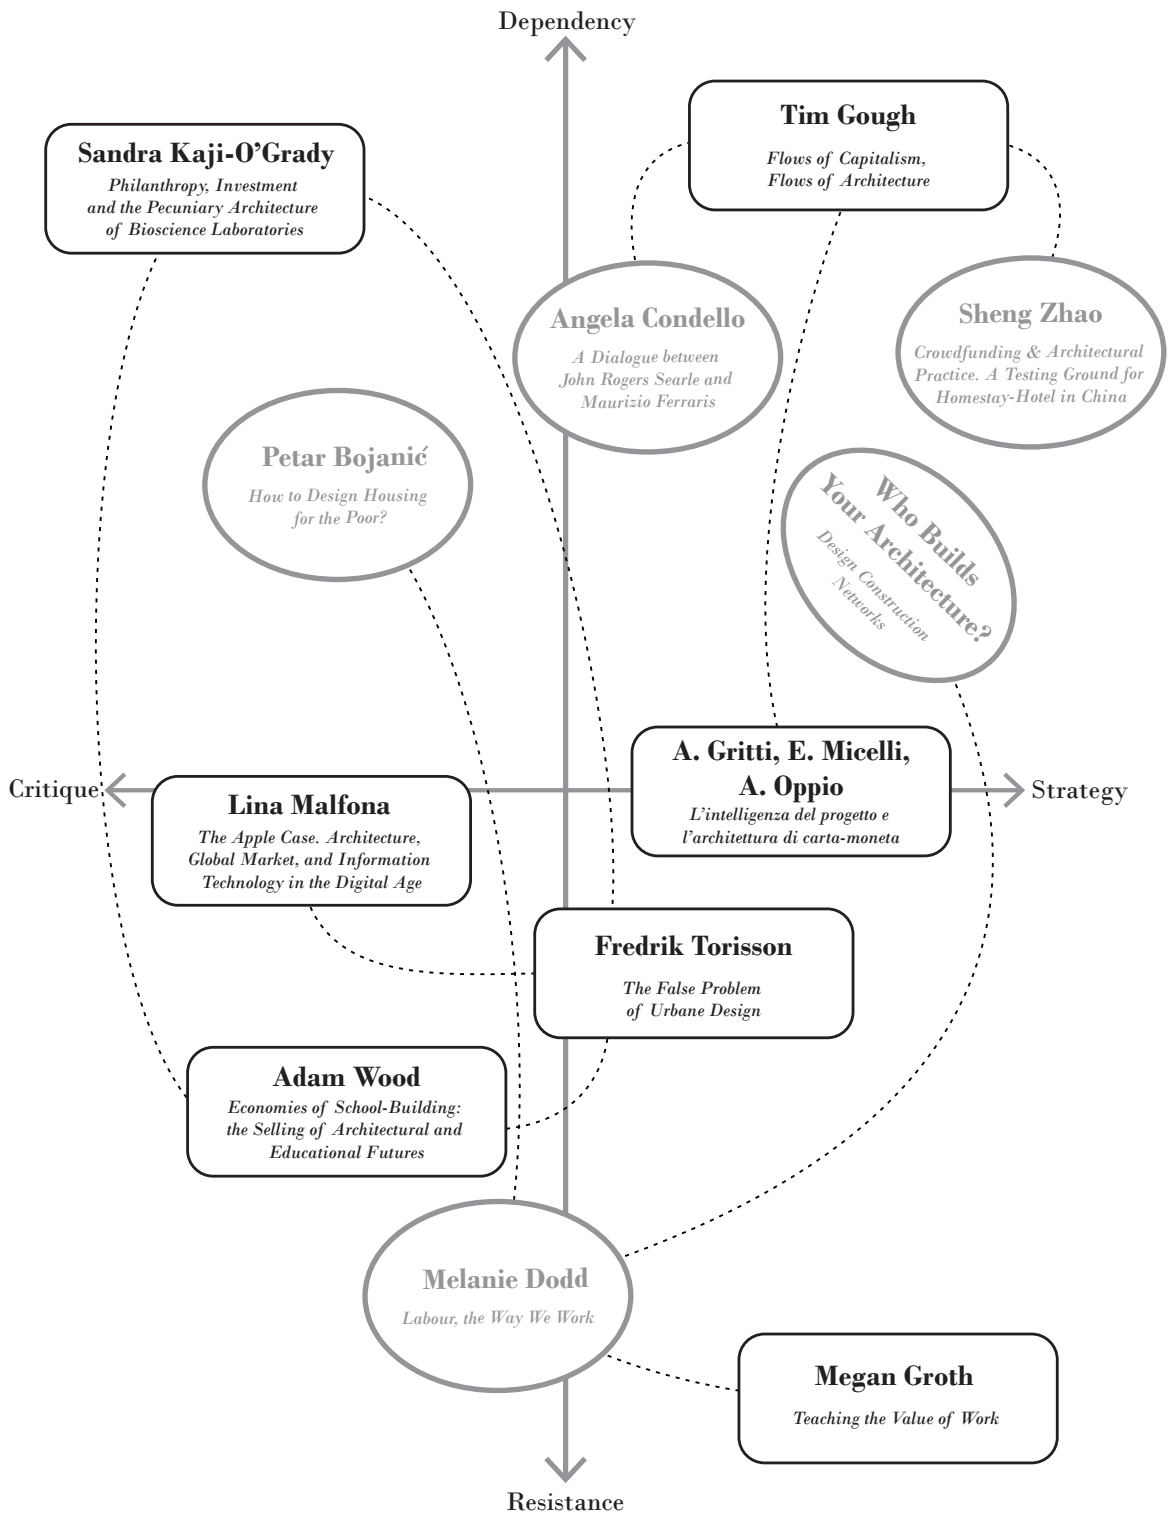 Dependency
Tim Gough
Flows of Capitalism,
Flows of Architecture
Sandra Kaji-O’Grady
Philanthropy, Investment
and the Pecuniary Architecture
of Bioscience Laboratories
Angela Condello
A Dialogue between
John Rogers Searle and
Maurizio Ferraris
Sheng Zhao
Crowdfunding & Architectural
Practice. A Testing Ground for
Homestay-Hotel in China
Petar Bojanić
How to Design Housing
for the Poor?
Who Builds
Your Architecture?
Design Construction
Networks
A. Gritti, E. Micelli,
A. Oppio
L’intelligenza del progetto e
l’architettura di carta-moneta
Critique
Strategy
Lina Malfona
The Apple Case. Architecture,
Global Market, and Information
Technology in the Digital Age
Fredrik Torisson
The False Problem
of Urbane Design
Adam Wood
Economies of School-Building:
the Selling of Architectural and
Educational Futures
Melanie Dodd
Labour, the Way We Work
Megan Groth
Teaching the Value of Work
Resistance